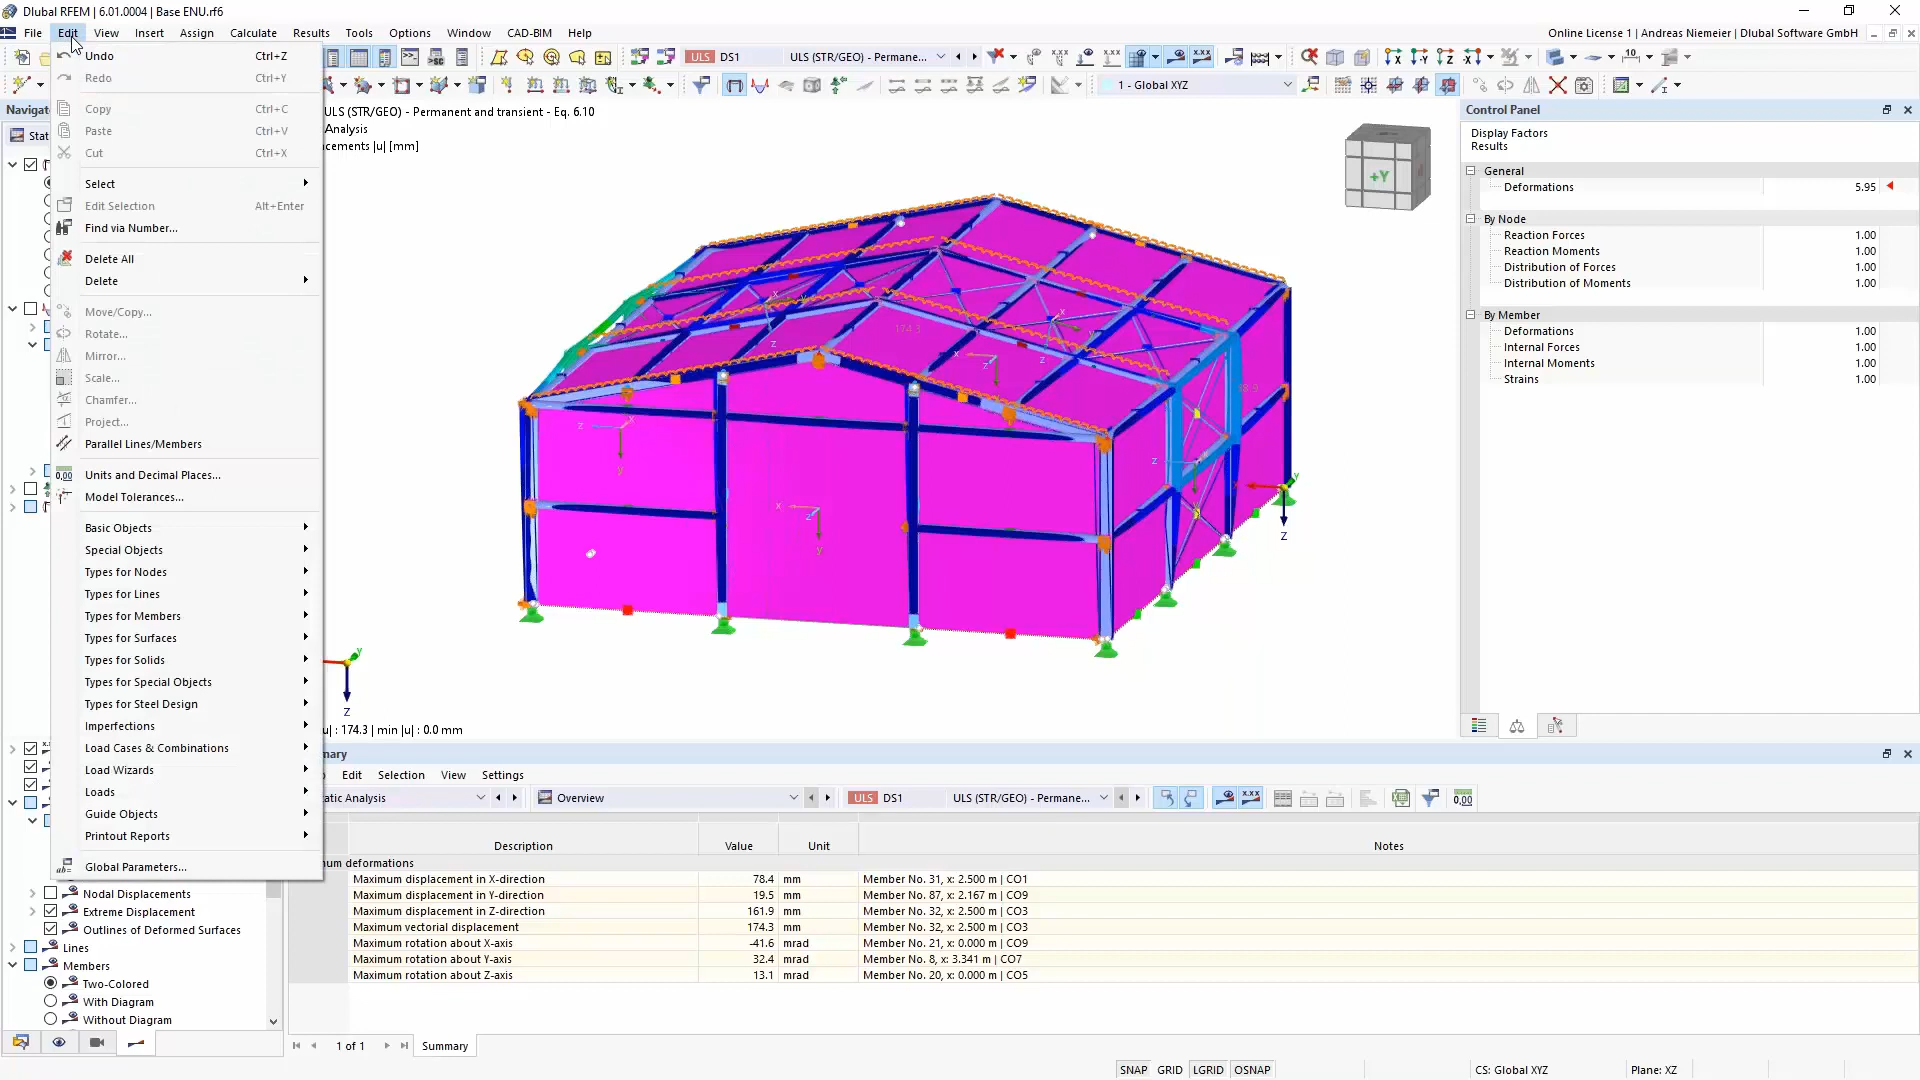 Dlubal RFEM | 6.01.0004 | Base ENU.rf6
File Edit View Insert Assign Calculate Results Tools Options Window CAD-BIM Help
Online License 1 | Andreas Niemeier | Dlubal Software GmbH
ULS DS1 ULS (STR/GEO) - Permane...
1 - Global XYZ
Navigat
Stat
Undo Ctrl+Z
Redo Ctrl+Y
Copy Ctrl+C
Paste Ctrl+V
Cut Ctrl+X
Select
Edit Selection Alt+Enter
Find via Number...
Delete All
Delete
Move/Copy...
Rotate...
Mirror...
Scale...
Chamfer...
Project...
Parallel Lines/Members
Units and Decimal Places...
Model Tolerances...
Basic Objects
Special Objects
Types for Nodes
Types for Lines
Types for Members
Types for Surfaces
Types for Solids
Types for Special Objects
Types for Steel Design
Imperfections
Load Cases & Combinations
Load Wizards
Loads
Guide Objects
Printout Reports
Global Parameters...
Nodal Displacements
Extreme Displacement
Outlines of Deformed Surfaces
Lines
Members
Two-Colored
With Diagram
Without Diagram
ULS (STR/GEO) - Permanent and transient - Eq. 6.10
Analysis
cements |u| [mm]
+Y
174.3
Z
Y
Z
u| : 174.3 | min |u| : 0.0 mm
Control Panel
Display Factors
Results
General
Deformations 5.95
By Node
Reaction Forces 1.00
Reaction Moments 1.00
Distribution of Forces 1.00
Distribution of Moments 1.00
By Member
Deformations 1.00
Internal Forces 1.00
Internal Moments 1.00
Strains 1.00
mary
Edit Selection View Settings
tatic Analysis Overview ULS DS1 ULS (STR/GEO) - Permane...
Description Value Unit Notes
um deformations
Maximum displacement in X-direction 78.4 mm Member No. 31, x: 2.500 m | CO1
Maximum displacement in Y-direction 19.5 mm Member No. 87, x: 2.167 m | CO9
Maximum displacement in Z-direction 161.9 mm Member No. 32, x: 2.500 m | CO3
Maximum vectorial displacement 174.3 mm Member No. 32, x: 2.500 m | CO3
Maximum rotation about X-axis -41.6 mrad Member No. 21, x: 0.000 m | CO9
Maximum rotation about Y-axis 32.4 mrad Member No. 8, x: 3.341 m | CO7
Maximum rotation about Z-axis 13.1 mrad Member No. 20, x: 0.000 m | CO5
1 of 1 Summary
SNAP GRID LGRID OSNAP CS: Global XYZ Plane: XZ